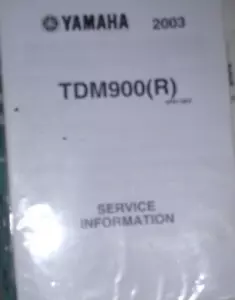 YAMAHA 2003
TDM900(R)
SERVICE
INFORMATION